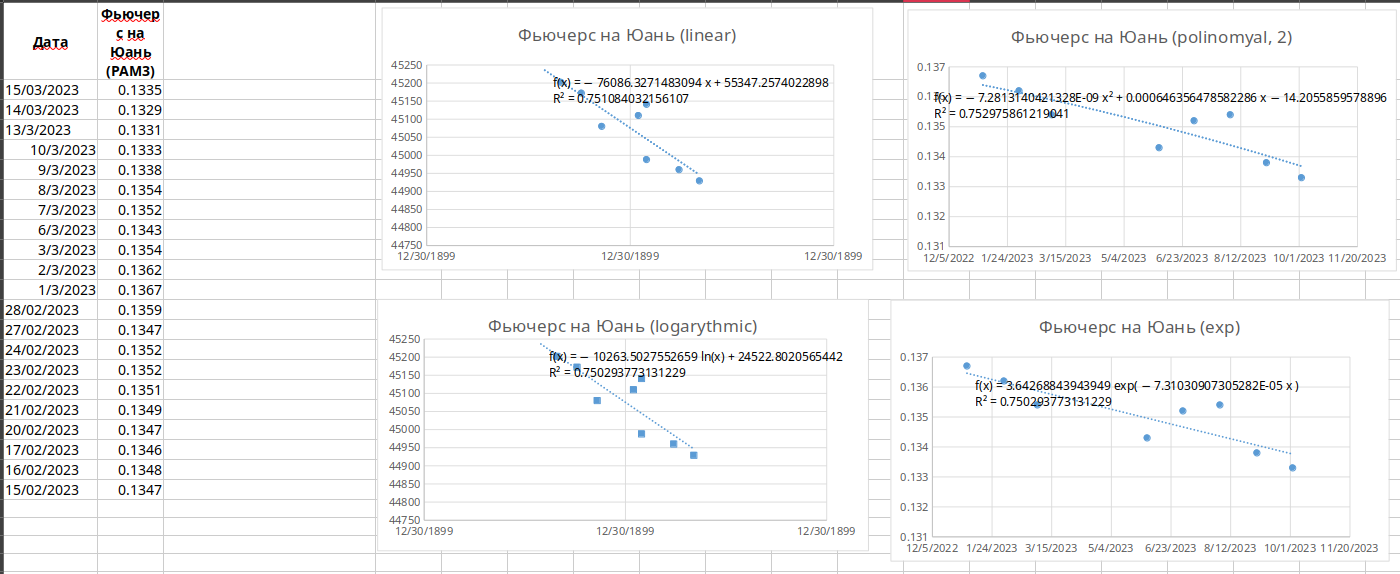 Дата
Фьючер
с на
Юань
(PAM3)
15/03/2023 0.1335
14/03/2023 0.1329
13/3/2023 0.1331
10/3/2023 0.1333
9/3/2023 0.1338
8/3/2023 0.1354
7/3/2023 0.1352
6/3/2023 0.1343
3/3/2023 0.1354
2/3/2023 0.1362
1/3/2023 0.1367
28/02/2023 0.1359
27/02/2023 0.1347
24/02/2023 0.1352
23/02/2023 0.1352
22/02/2023 0.1351
21/02/2023 0.1349
20/02/2023 0.1347
17/02/2023 0.1346
16/02/2023 0.1348
15/02/2023 0.1347
Фьючерс на Юань (linear)
45250
45200
45150
45100
45050
45000
44950
44900
44850
44800
44750
f(x) = − 76086.3271483094 x + 55347.2574022898
R² = 0.751084032156107
12/30/1899 12/30/1899 12/30/1899
Фьючерс на Юань (polinomyal, 2)
0.137
0.136
0.135
0.134
0.133
0.132
0.131
f(x) = − 7.2813140421328E-09 x² + 0.000646356478582286 x − 14.2055859578896
R² = 0.752975861219041
12/5/2022 1/24/2023 3/15/2023 5/4/2023 6/23/2023 8/12/2023 10/1/2023 11/20/2023
Фьючерс на Юань (logarythmic)
45250
45200
45150
45100
45050
45000
44950
44900
44850
44800
44750
f(x) = − 10263.5027552659 ln(x) + 24522.8020565442
R² = 0.750293773131229
12/30/1899 12/30/1899 12/30/1899
Фьючерс на Юань (exp)
0.137
0.136
0.135
0.134
0.133
0.132
0.131
f(x) = 3.64268843943949 exp( − 7.31030907305282E-05 x )
R² = 0.750293773131229
12/5/2022 1/24/2023 3/15/2023 5/4/2023 6/23/2023 8/12/2023 10/1/2023 11/20/2023